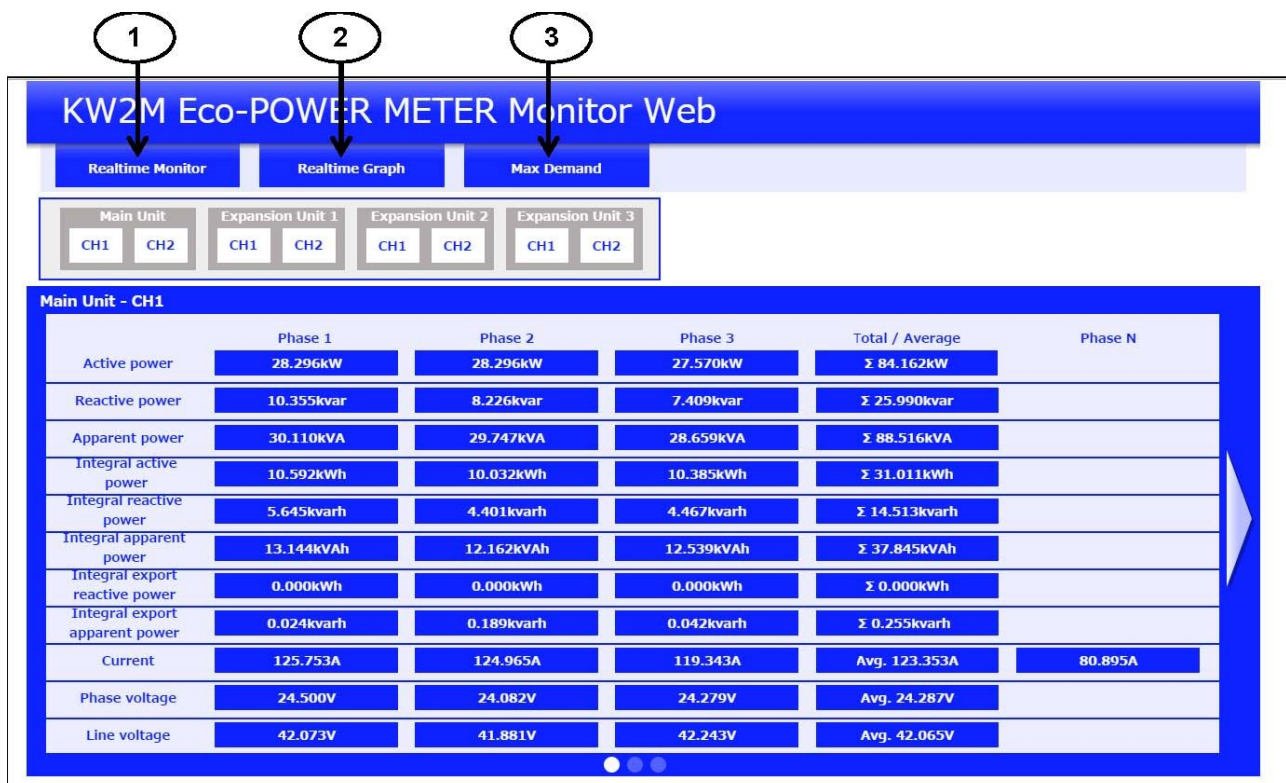 1 2 3
KW2M Eco-POWER METER Monitor Web
Realtime Monitor Realtime Graph Max Demand
Main Unit Expansion Unit 1 Expansion Unit 2 Expansion Unit 3
CH1 CH2 CH1 CH2 CH1 CH2 CH1 CH2
Main Unit - CH1
Phase 1 Phase 2 Phase 3 Total / Average Phase N
Active power 28.296kW 28.296kW 27.570kW Σ 84.162kW
Reactive power 10.355kvar 8.226kvar 7.409kvar Σ 25.990kvar
Apparent power 30.110kVA 29.747kVA 28.659kVA Σ 88.516kVA
Integral active
power 10.592kWh 10.032kWh 10.385kWh Σ 31.011kWh
Integral reactive
power 5.645kvarh 4.401kvarh 4.467kvarh Σ 14.513kvarh
Integral apparent
power 13.144kVAh 12.162kVAh 12.539kVAh Σ 37.845kVAh
Integral export
reactive power 0.000kWh 0.000kWh 0.000kWh Σ 0.000kWh
Integral export
apparent power 0.024kvarh 0.189kvarh 0.042kvarh Σ 0.255kvarh
Current 125.753A 124.965A 119.343A Avg. 123.353A 80.895A
Phase voltage 24.500V 24.082V 24.279V Avg. 24.287V
Line voltage 42.073V 41.881V 42.243V Avg. 42.065V